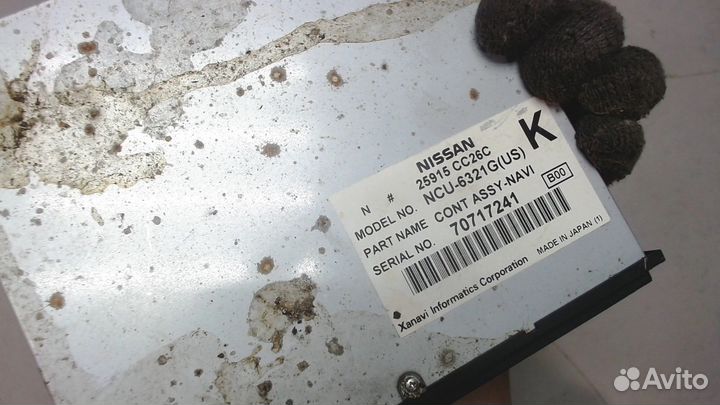 NISSAN
N # 25915 CC26C K
MODEL NO. NCU-6321G(US)
PART NAME CONT ASSY-NAVI B00
SERIAL NO. 70717241
Xanavi Informatics Corporation MADE IN JAPAN (1)
Avito